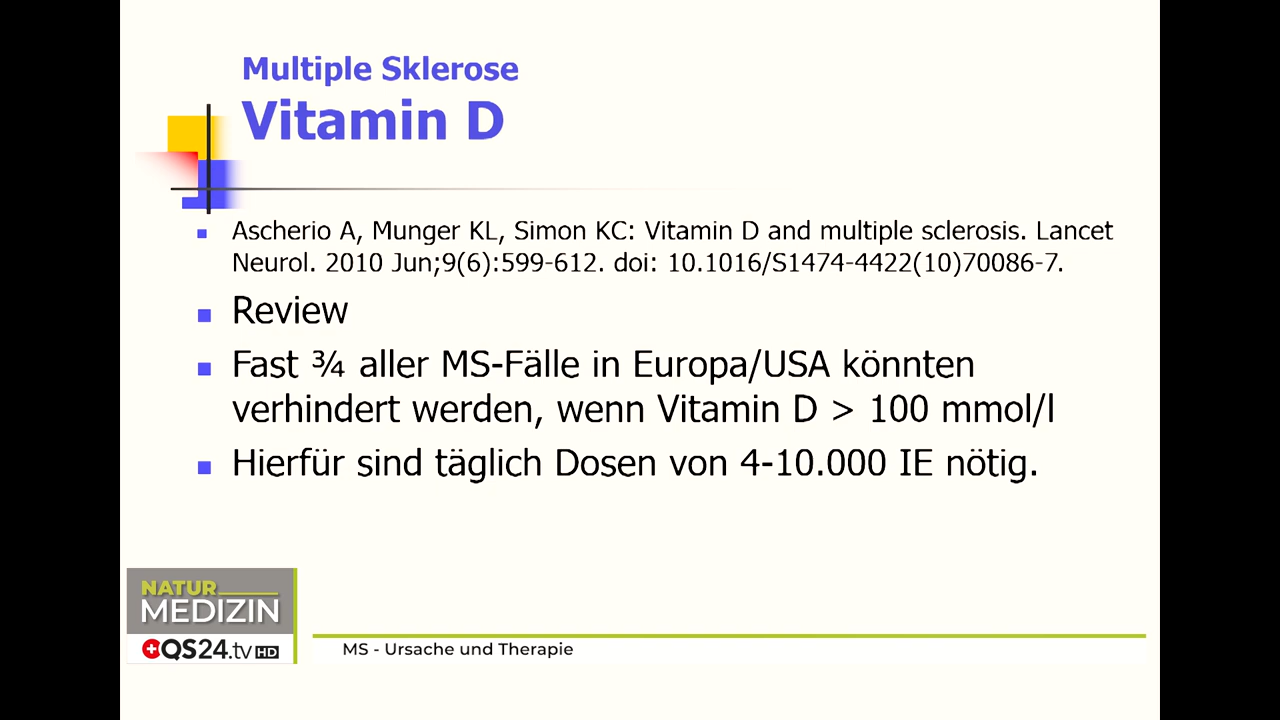 Multiple Sklerose
Vitamin D
Ascherio A, Munger KL, Simon KC: Vitamin D and multiple sclerosis. Lancet
Neurol. 2010 Jun;9(6):599-612. doi: 10.1016/S1474-4422(10)70086-7.
Review
Fast ¾ aller MS-Fälle in Europa/USA könnten
verhindert werden, wenn Vitamin D > 100 mmol/l
Hierfür sind täglich Dosen von 4-10.000 IE nötig.
NATUR
MEDIZIN
QS24.tv HD
MS - Ursache und Therapie